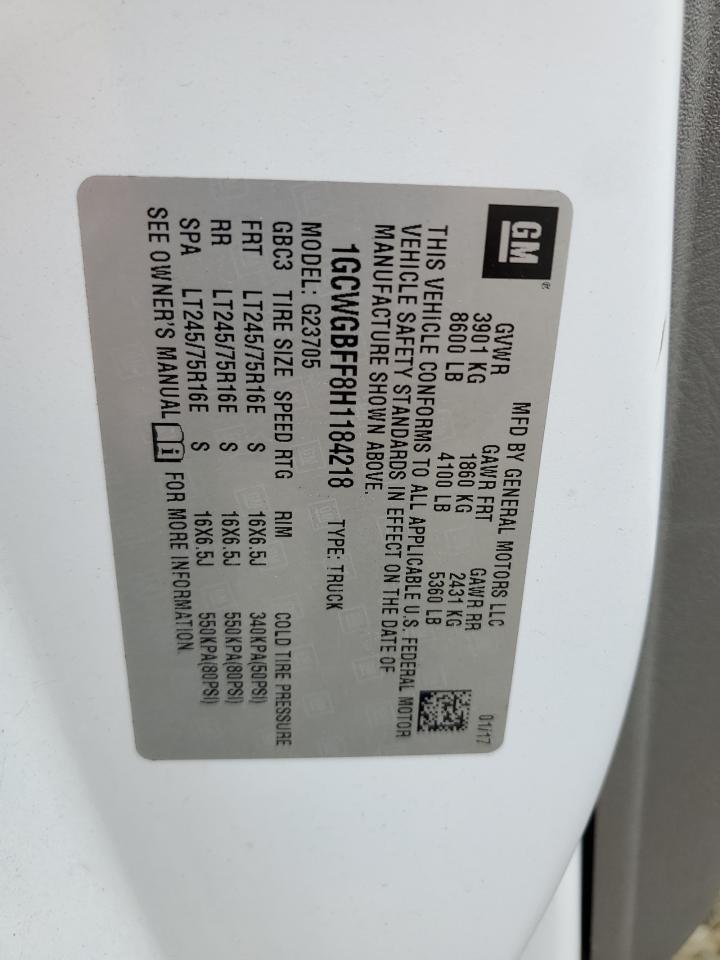 GM®
MFD BY GENERAL MOTORS LLC 01/17
GVWR GAWR FRT GAWR RR
3901 KG 1860 KG 2431 KG
8600 LB 4100 LB 5360 LB
THIS VEHICLE CONFORMS TO ALL APPLICABLE U.S. FEDERAL MOTOR
VEHICLE SAFETY STANDARDS IN EFFECT ON THE DATE OF
MANUFACTURE SHOWN ABOVE.
1GCWGBFF8H1184218 TYPE: TRUCK
MODEL: G23705
GBC3 TIRE SIZE SPEED RTG RIM COLD TIRE PRESSURE
FRT LT245/75R16E S 16X6.5J 340KPA(50PSI)
RR LT245/75R16E S 16X6.5J 550KPA(80PSI)
SPA LT245/75R16E S 16X6.5J 550KPA(80PSI)
SEE OWNER'S MANUAL i FOR MORE INFORMATION.